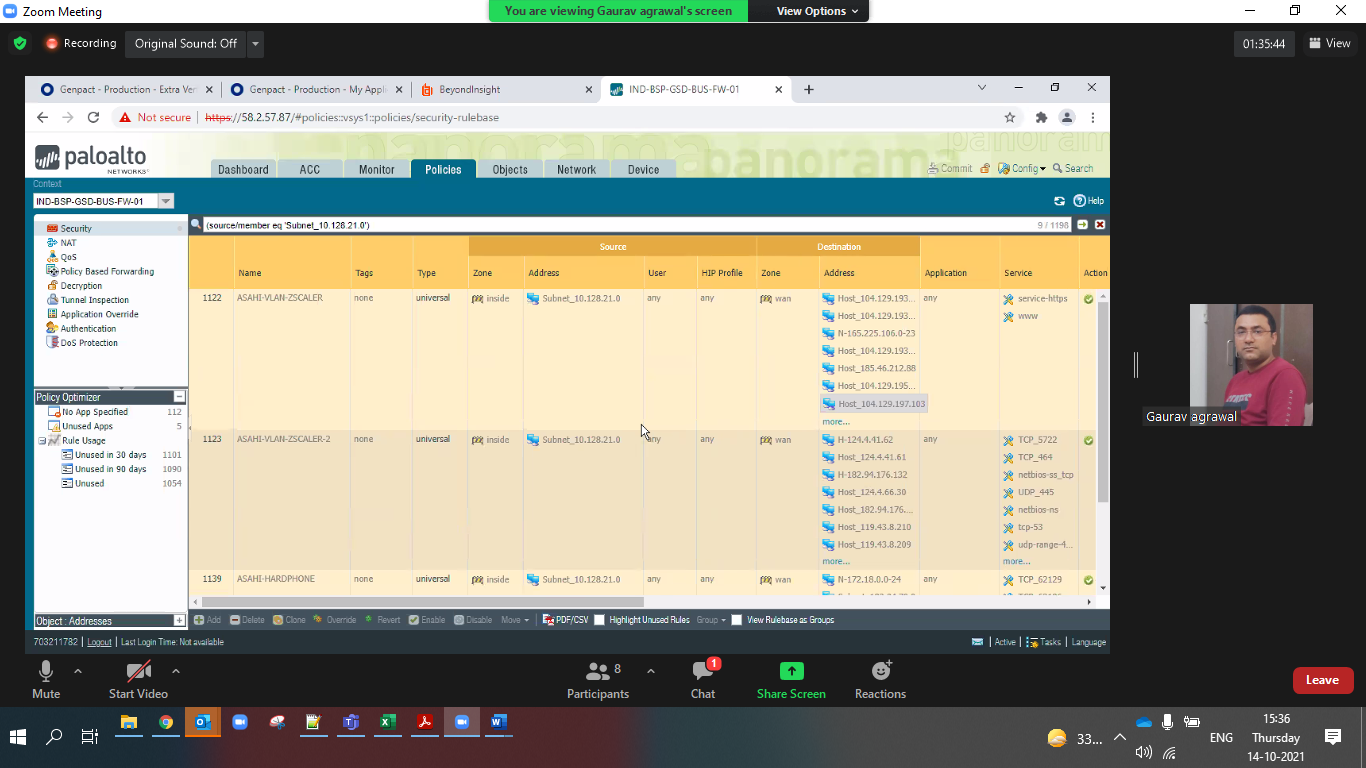 Zoom Meeting
You are viewing Gaurav agrawal's screen
View Options
Recording
Original Sound: Off
01:35:44
View
Genpact - Production - Extra Ver
Genpact - Production - My Appl
BeyondInsight
IND-BSP-GSD-BUS-FW-01
Not secure
https://58.2.57.87/#policies::vsys1::policies/security-rulebase
paloalto
NETWORKS
panorama
Dashboard
ACC
Monitor
Policies
Objects
Network
Device
Commit
Config
Search
Context
IND-BSP-GSD-BUS-FW-01
Help
Security
NAT
QoS
Policy Based Forwarding
Decryption
Tunnel Inspection
Application Override
Authentication
DoS Protection
Policy Optimizer
No App Specified 112
Unused Apps 5
Rule Usage
Unused in 30 days 1101
Unused in 90 days 1090
Unused 1054
Object : Addresses
(source/member eq 'Subnet_10.128.21.0')
9 / 1198
Source Destination
Name Tags Type Zone Address User HIP Profile Zone Address Application Service Action
1122 ASAHI-VLAN-ZSCALER none universal inside Subnet_10.128.21.0 any any wan Host_104.129.193... any service-https
Host_104.129.193... www
N-165.225.106.0-23
Host_104.129.193...
Host_185.46.212.88
Host_104.129.195...
Host_104.129.197.103
more...
1123 ASAHI-VLAN-ZSCALER-2 none universal inside Subnet_10.128.21.0 any any wan H-124.4.41.62 any TCP_5722
Host_124.4.41.61 TCP_464
H-182.94.176.132 netbios-ss_tcp
Host_124.4.66.30 UDP_445
Host_182.94.176.... netbios-ns
Host_119.43.8.210 tcp-53
Host_119.43.8.209 udp-range-4...
more... more...
1139 ASAHI-HARDPHONE none universal inside Subnet_10.128.21.0 any any wan N-172.18.0.0-24 any TCP_62129
Add Delete Clone Override Revert Enable Disable Move PDF/CSV Highlight Unused Rules Group View Rulebase as Groups
703211782 | Logout | Last Login Time: Not available
| Active | Tasks | Language
Gaurav agrawal
Mute
Start Video
8
Participants
1
Chat
Share Screen
Reactions
Leave
33...
ENG
15:36
Thursday
14-10-2021